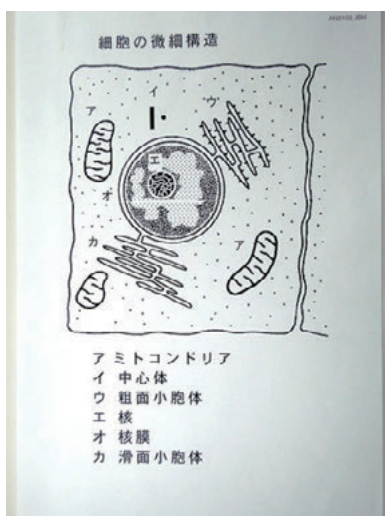 細胞の微細構造
イ
ウ
ア
エ
オ
カ
ア
ア ミトコンドリア
イ 中心体
ウ 粗面小胞体
エ 核
オ 核膜
カ 滑面小胞体